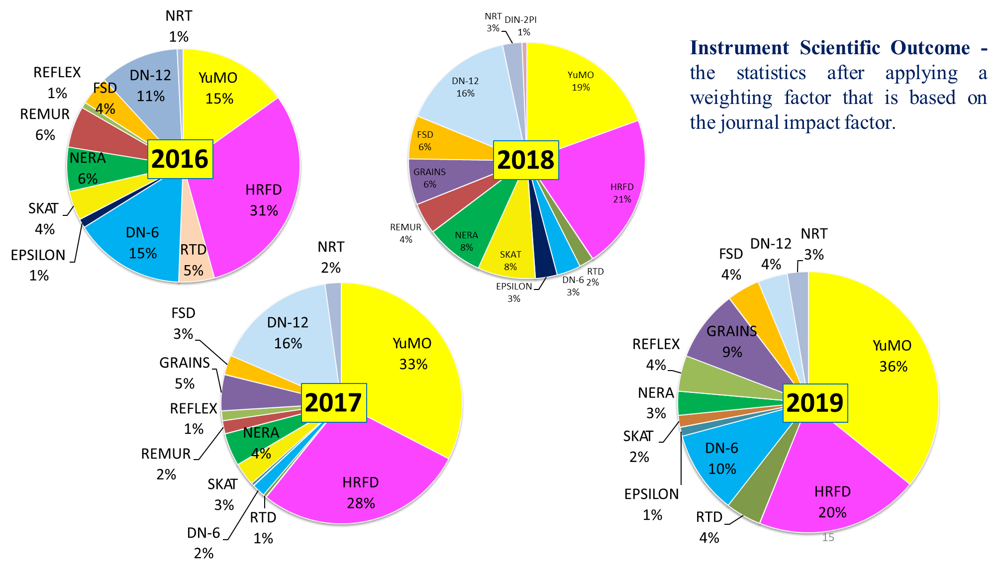 NRT
1%
REFLEX
1%
FSD
4%
DN-12
11%
YuMO
15%
REMUR
6%
NERA
6%
2016
HRFD
31%
SKAT
4%
DN-6
15%
RTD
5%
EPSILON
1%
NRT
3%
DIN-2PI
1%
DN-12
16%
YuMO
19%
FSD
6%
GRAINS
6%
2018
HRFD
21%
REMUR
4%
NERA
8%
SKAT
8%
EPSILON
3%
DN-6
3%
RTD
2%
Instrument Scientific Outcome -
the statistics after applying a
weighting factor that is based on
the journal impact factor.
NRT
2%
FSD
3%
DN-12
16%
YuMO
33%
GRAINS
5%
REFLEX
1%
2017
NERA
4%
REMUR
2%
SKAT
3%
HRFD
28%
RTD
1%
DN-6
2%
NRT
3%
DN-12
4%
FSD
4%
GRAINS
9%
YuMO
36%
REFLEX
4%
NERA
3%
2019
SKAT
2%
DN-6
10%
EPSILON
1%
HRFD
20%
RTD
4%
15